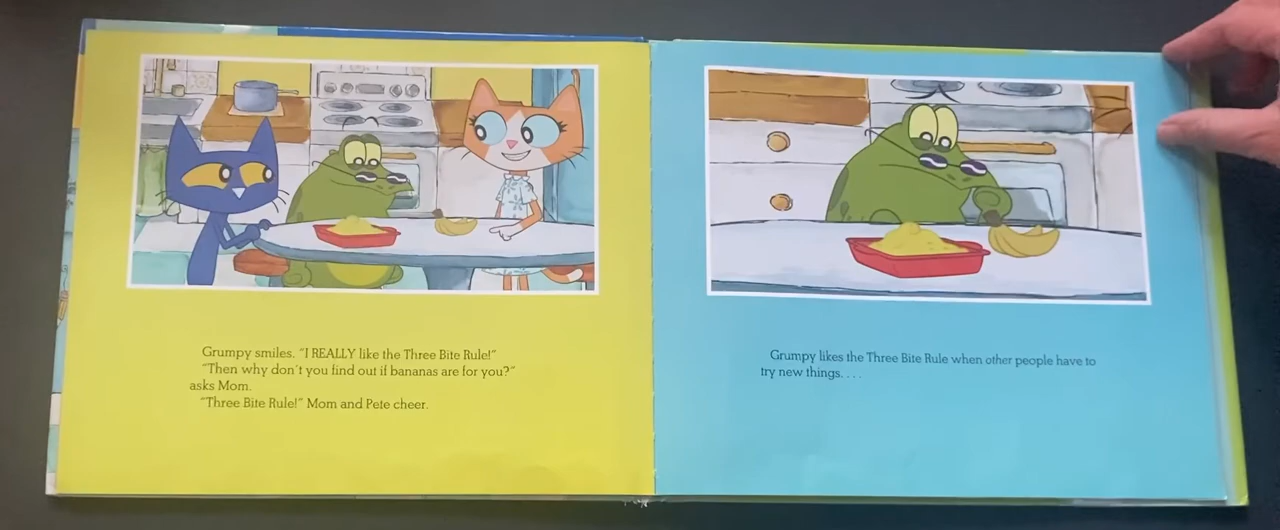 Grumpy smiles. "I REALLY like the Three Bite Rule!"
"Then why don't you find out if bananas are for you?"
asks Mom.
"Three Bite Rule!" Mom and Pete cheer.
Grumpy likes the Three Bite Rule when other people have to
try new things. . . .